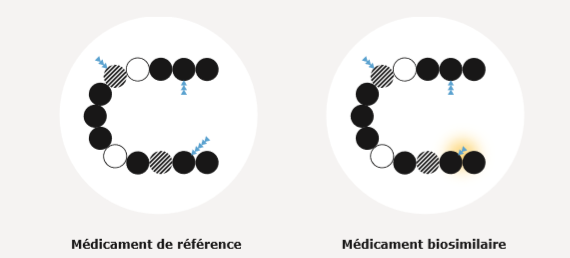 Médicament de référence
Médicament biosimilaire